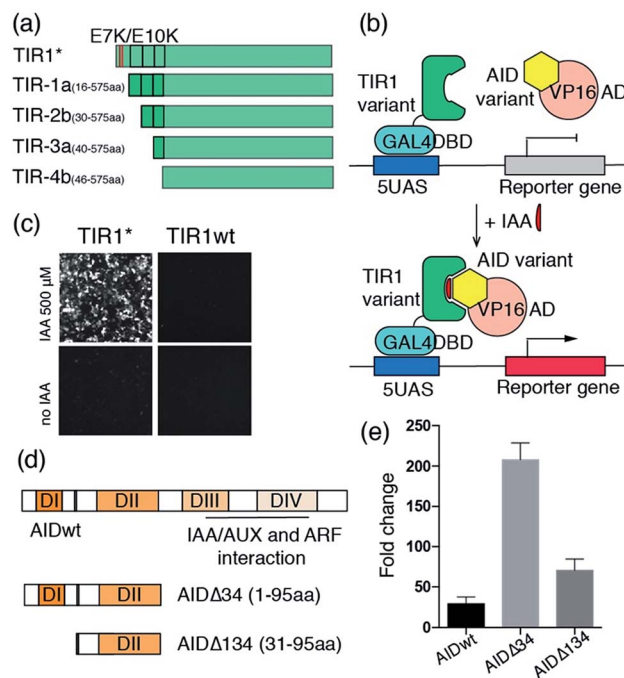 (a)
E7K/E10K
TIR1*
TIR-1a(16-575aa)
TIR-2b(30-575aa)
TIR-3a(40-575aa)
TIR-4b(46-575aa)
(b)
TIR1 variant
AID variant
VP16 AD
GAL4DBD
5UAS
Reporter gene
+ IAA
AID variant
TIR1 variant
VP16 AD
GAL4DBD
5UAS
Reporter gene
(c)
TIR1* TIR1wt
IAA 500 µM
no IAA
(d)
DI DII DIII DIV
AIDwt
IAA/AUX and ARF
interaction
DI DII AIDΔ34 (1-95aa)
DII AIDΔ134 (31-95aa)
(e)
Fold change
250
200
150
100
50
0
AIDwt AIDΔ34 AIDΔ134